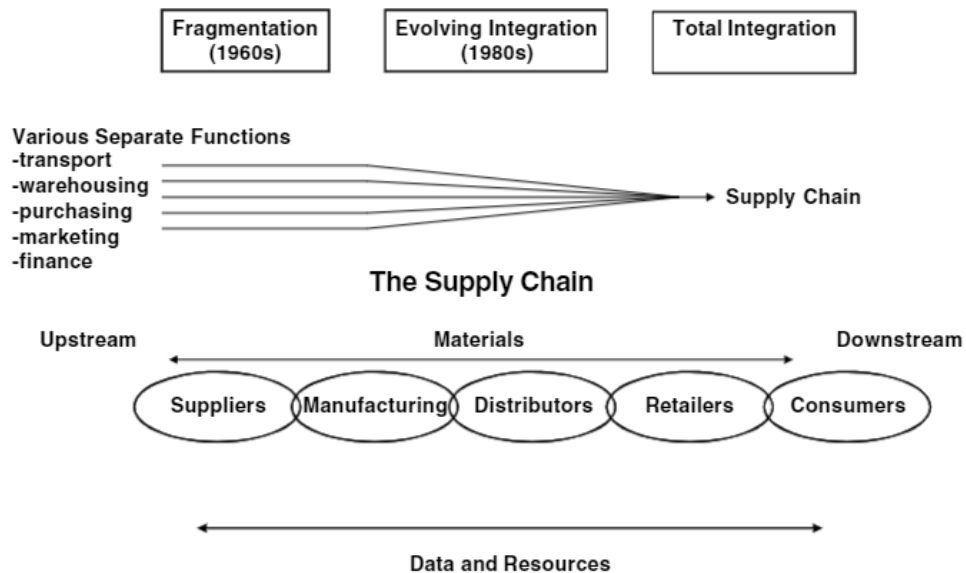 Fragmentation
(1960s)
Evolving Integration
(1980s)
Total Integration
Various Separate Functions
-transport
-warehousing
-purchasing
-marketing
-finance
Supply Chain
The Supply Chain
Upstream
Materials
Downstream
Suppliers
Manufacturing
Distributors
Retailers
Consumers
Data and Resources